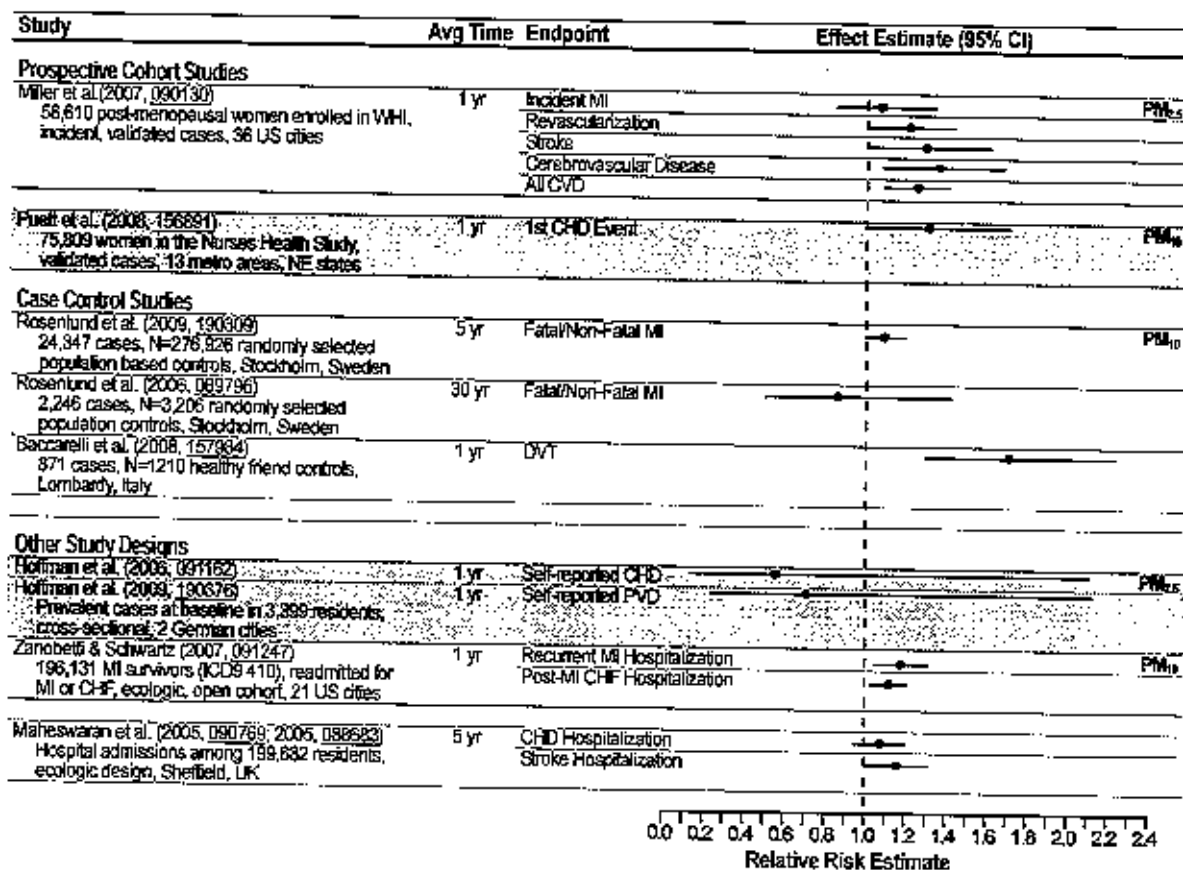 Study Avg Time Endpoint Effect Estimate (95% CI)
Prospective Cohort Studies
Miller et al. (2007, 090130) 1 yr Incident MI PM2.5
56,610 post-menopausal women enrolled in WHI, Revascularization
incident, validated cases, 36 US cities Stroke
Cerebrovascular Disease
All CVD
Puett et al. (2008, 156891) 1 yr 1st CHD Event PM10
75,809 women in the Nurses Health Study,
validated cases, 13 metro areas, NE states
Case Control Studies
Rosenlund et al. (2009, 190309) 5 yr Fatal/Non-Fatal MI PM10
24,347 cases, N=276,926 randomly selected
population based controls, Stockholm, Sweden
Rosenlund et al. (2006, 089796) 30 yr Fatal/Non-Fatal MI
2,246 cases, N=3,206 randomly selected
population controls, Stockholm, Sweden
Baccarelli et al. (2008, 157984) 1 yr DVT
871 cases, N=1210 healthy friend controls,
Lombardy, Italy
Other Study Designs
Hoffman et al. (2006, 091162) 1 yr Self-reported CHD PM2.5
Hoffman et al. (2009, 190376) 1 yr Self-reported PVD
Prevalent cases at baseline in 3,399 residents,
cross-sectional, 2 German cities
Zanobetti & Schwartz (2007, 091247) 1 yr Recurrent MI Hospitalization PM10
196,131 MI survivors (ICD9 410), readmitted for Post-MI CHF Hospitalization
MI or CHF, ecologic, open cohort, 21 US cities
Maheswaran et al. (2005, 090769; 2005, 088683) 5 yr CHD Hospitalization
Hospital admissions among 199,682 residents, Stroke Hospitalization
ecologic design, Sheffield, UK
0.0 0.2 0.4 0.6 0.8 1.0 1.2 1.4 1.6 1.8 2.0 2.2 2.4
Relative Risk Estimate